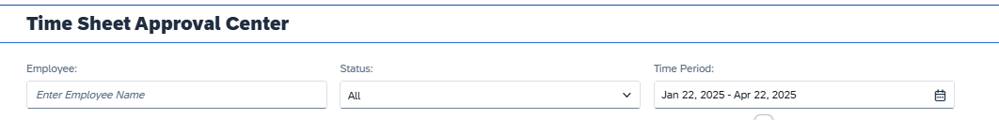 Time Sheet Approval Center
Employee: Status: Time Period:
Enter Employee Name All Jan 22, 2025 - Apr 22, 2025